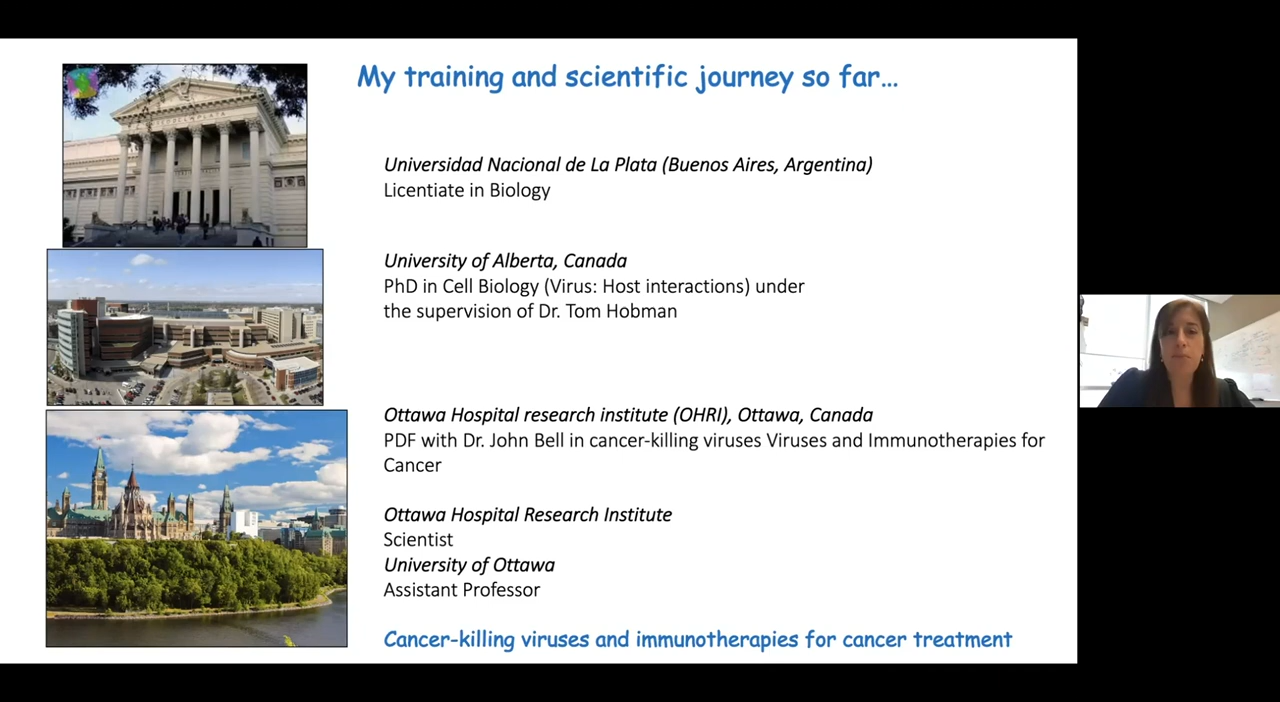 My training and scientific journey so far...
Universidad Nacional de La Plata (Buenos Aires, Argentina)
Licentiate in Biology
University of Alberta, Canada
PhD in Cell Biology (Virus: Host interactions) under
the supervision of Dr. Tom Hobman
Ottawa Hospital research institute (OHRI), Ottawa, Canada
PDF with Dr. John Bell in cancer-killing viruses Viruses and Immunotherapies for
Cancer
Ottawa Hospital Research Institute
Scientist
University of Ottawa
Assistant Professor
Cancer-killing viruses and immunotherapies for cancer treatment